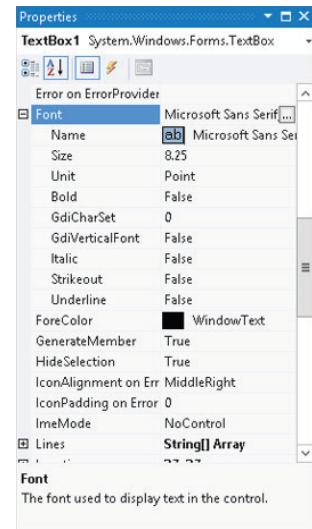 Properties
TextBox1 System.Windows.Forms.TextBox
Error on ErrorProvider
Font Microsoft Sans Serif ...
Name ab Microsoft Sans Ser
Size 8.25
Unit Point
Bold False
GdiCharSet 0
GdiVerticalFont False
Italic False
Strikeout False
Underline False
ForeColor WindowText
GenerateMember True
HideSelection True
IconAlignment on Err MiddleRight
IconPadding on Error 0
ImeMode NoControl
Lines String[] Array
Font
The font used to display text in the control.